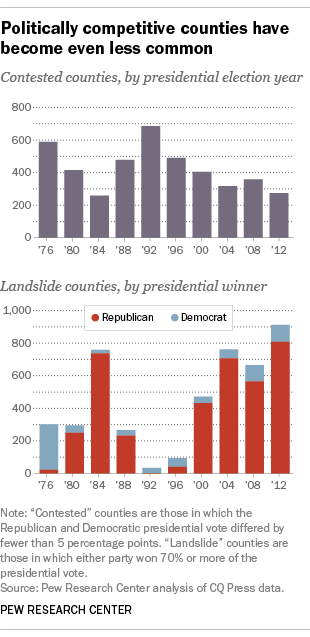 Politically competitive counties have
become even less common
Contested counties, by presidential election year
800
600
400
200
0
'76 '80 '84 '88 '92 '96 '00 '04 '08 '12
Landslide counties, by presidential winner
1,000
Republican Democrat
800
600
400
200
0
'76 '80 '84 '88 '92 '96 '00 '04 '08 '12
Note: “Contested” counties are those in which the
Republican and Democratic presidential vote differed by
fewer than 5 percentage points. “Landslide” counties are
those in which either party won 70% or more of the
presidential vote.
Source: Pew Research Center analysis of CQ Press data.
PEW RESEARCH CENTER